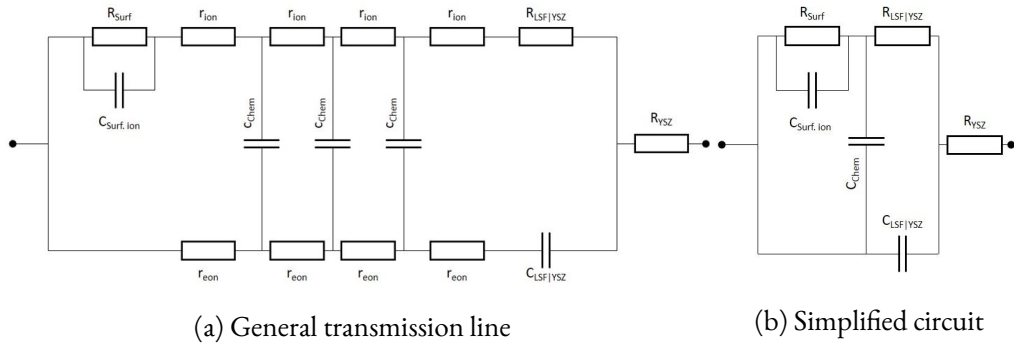 R_Surf r_ion r_ion r_ion r_ion R_LSF|YSZ
C_Surf. ion
c_Chem c_Chem c_Chem
R_YSZ
r_eon r_eon r_eon r_eon C_LSF|YSZ
(a) General transmission line
R_Surf R_LSF|YSZ
C_Surf. ion
C_Chem
R_YSZ
C_LSF|YSZ
(b) Simplified circuit